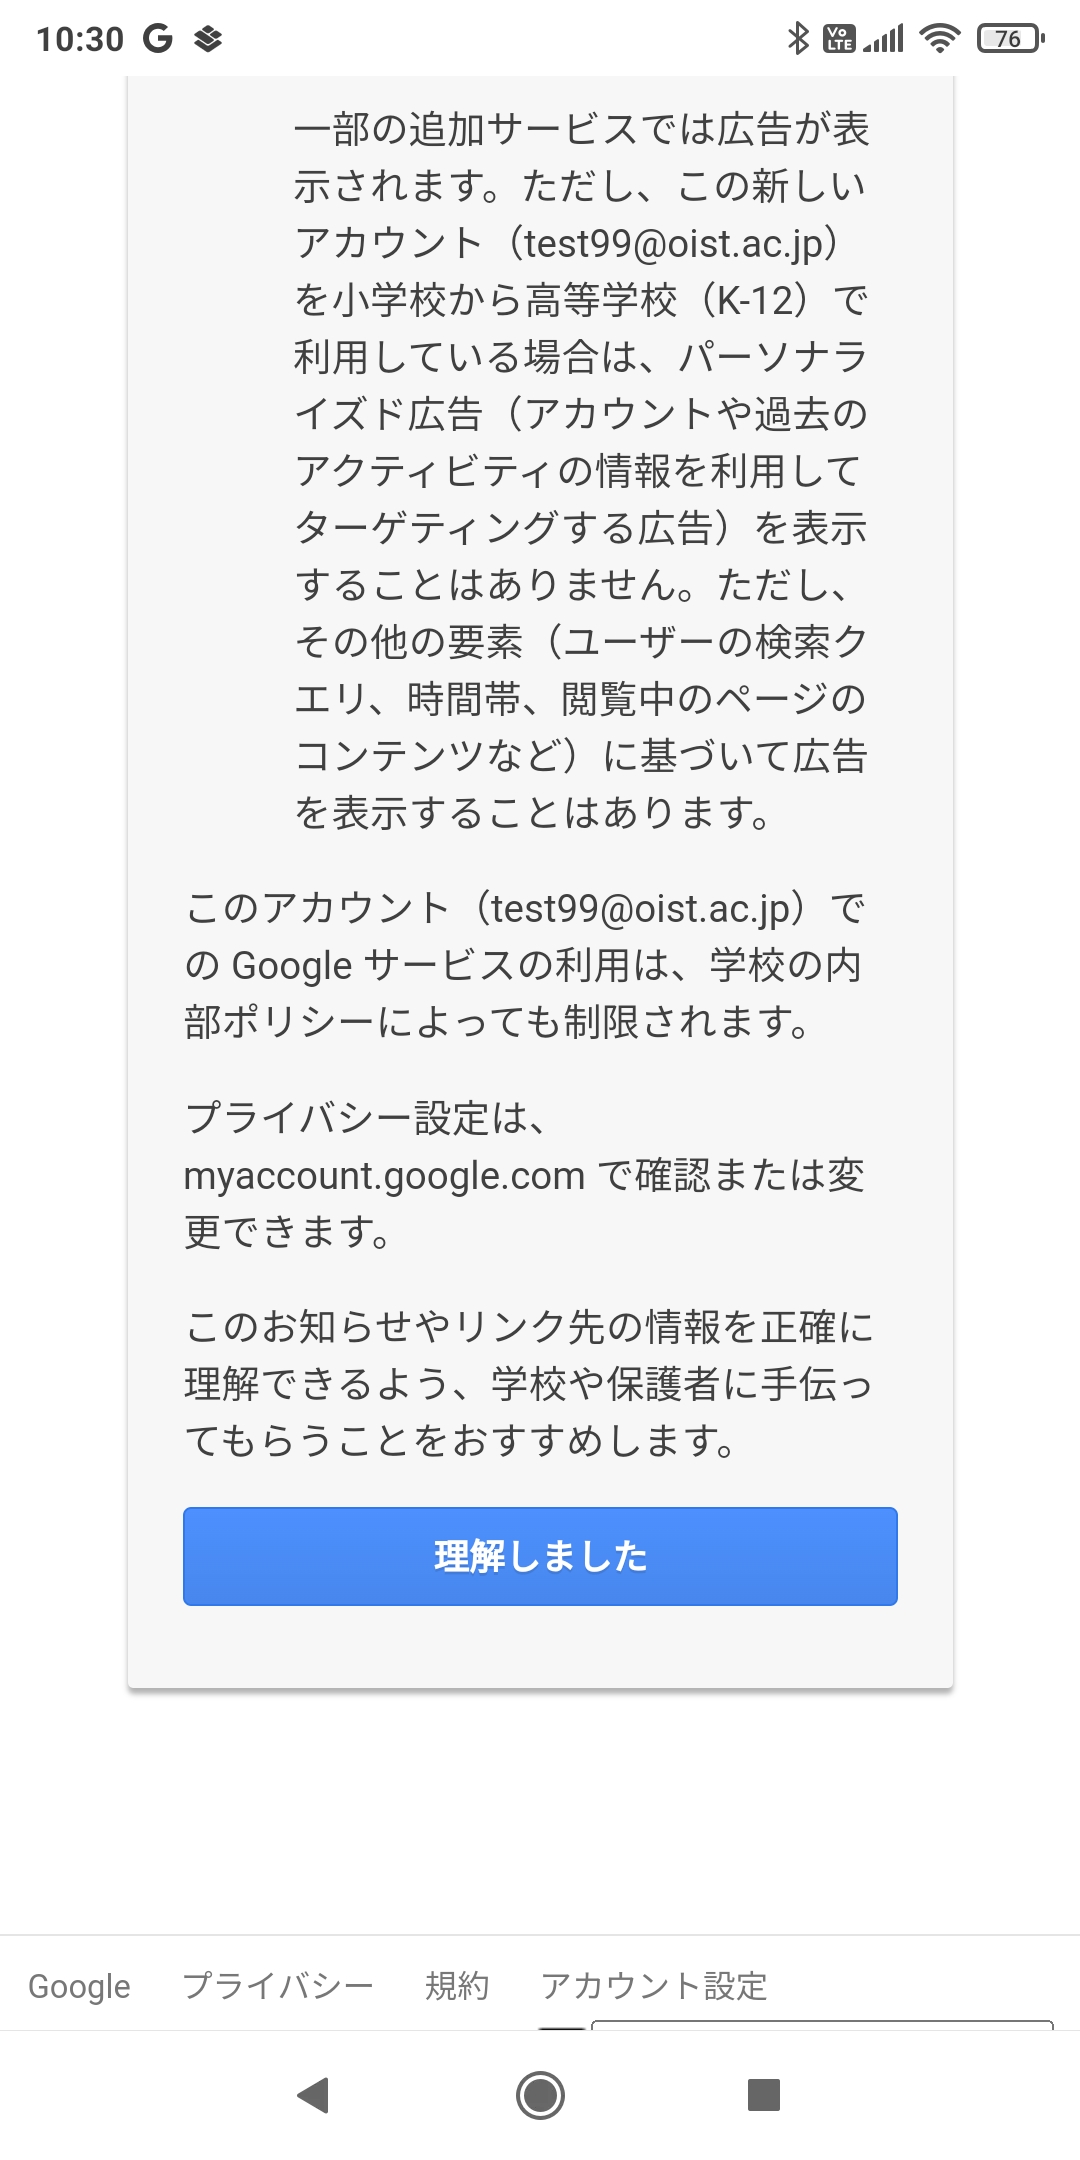 10:30
Vo LTE
76
一部の追加サービスでは広告が表
示されます。ただし、この新しい
アカウント（test99@oist.ac.jp）
を小学校から高等学校（K-12）で
利用している場合は、パーソナラ
イズド広告（アカウントや過去の
アクティビティの情報を利用して
ターゲティングする広告）を表示
することはありません。ただし、
その他の要素（ユーザーの検索ク
エリ、時間帯、閲覧中のページの
コンテンツなど）に基づいて広告
を表示することはあります。
このアカウント（test99@oist.ac.jp）で
の Google サービスの利用は、学校の内
部ポリシーによっても制限されます。
プライバシー設定は、
myaccount.google.com で確認または変
更できます。
このお知らせやリンク先の情報を正確に
理解できるよう、学校や保護者に手伝っ
てもらうことをおすすめします。
理解しました
Google プライバシー 規約 アカウント設定